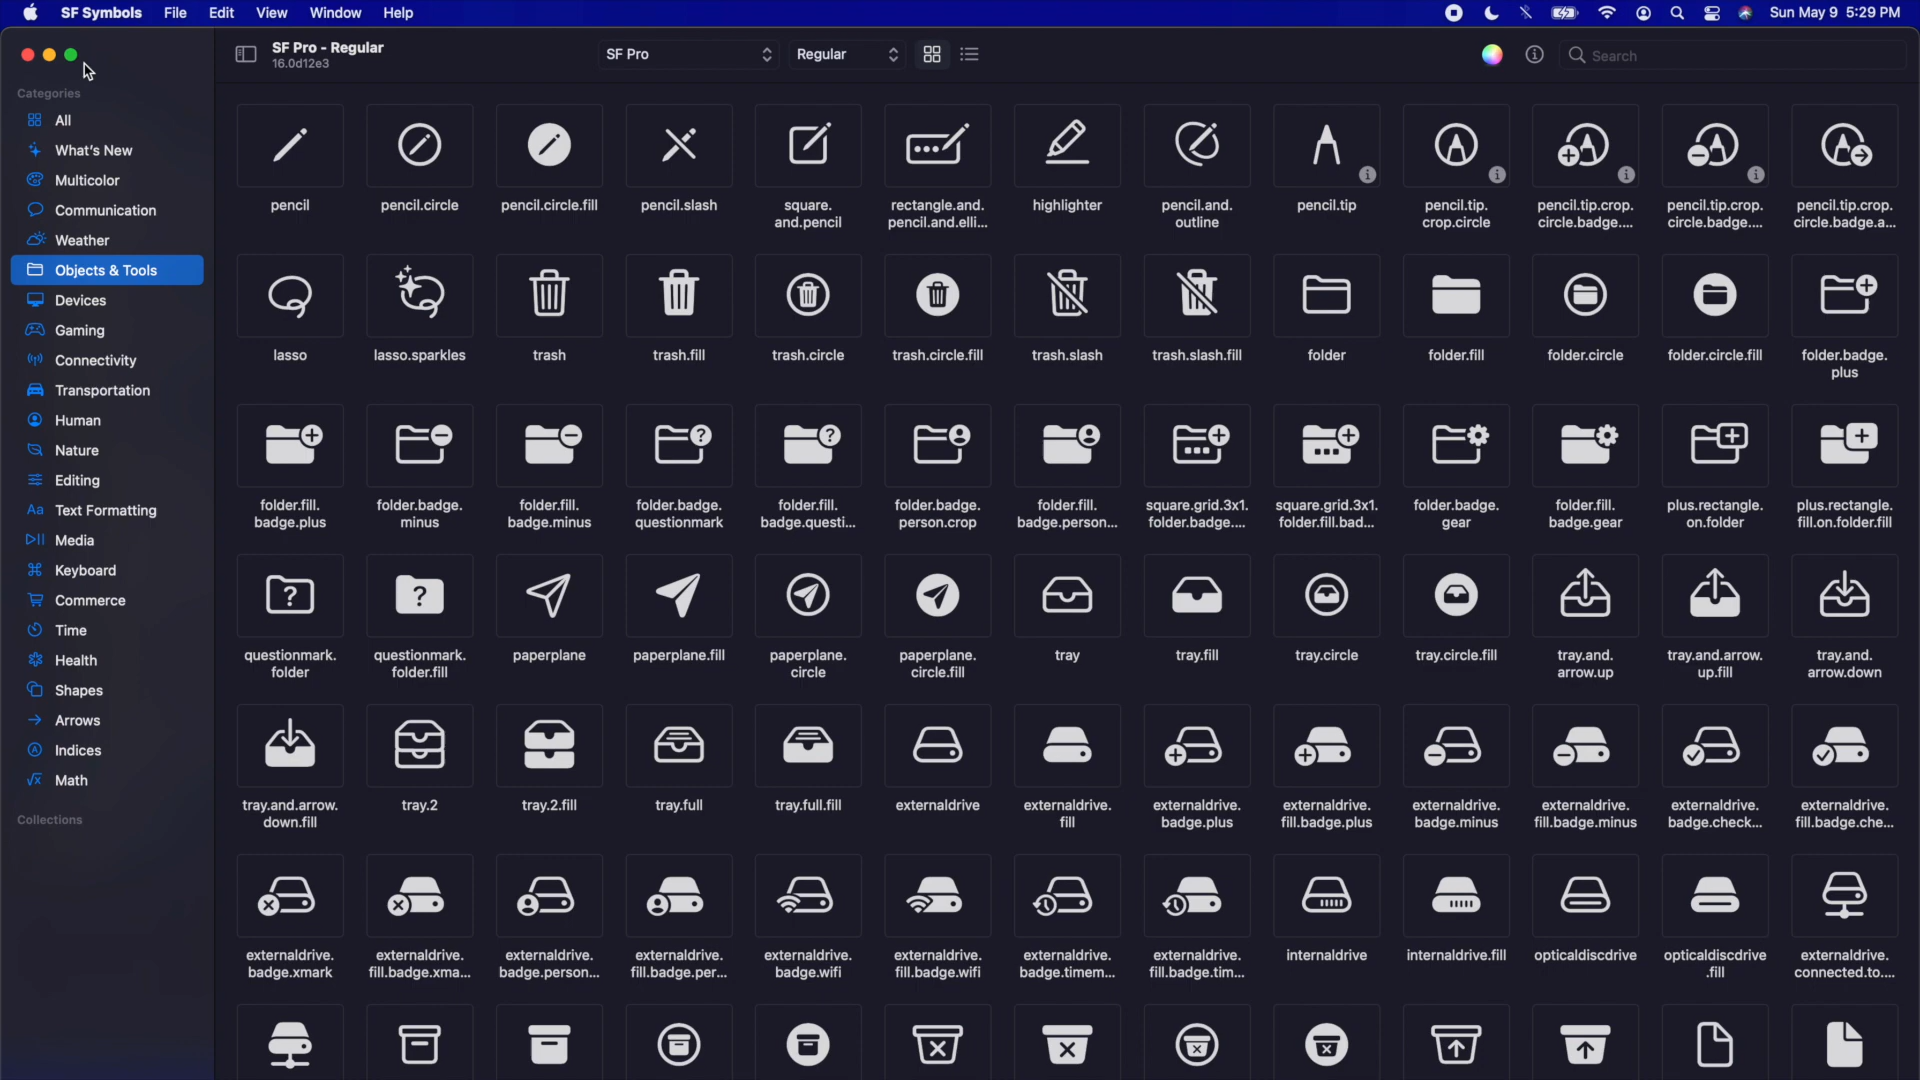 SF Symbols File Edit View Window Help Sun May 9 5:29 PM
SF Pro - Regular
16.0d12e3
SF Pro
Regular
Search
Categories
All
What's New
Multicolor
Communication
Weather
Objects & Tools
Devices
Gaming
Connectivity
Transportation
Human
Nature
Editing
Aa Text Formatting
Media
Keyboard
Commerce
Time
Health
Shapes
Arrows
Indices
Math
Collections
pencil
pencil.circle
pencil.circle.fill
pencil.slash
square.
and.pencil
rectangle.and.
pencil.and.elli...
highlighter
pencil.and.
outline
pencil.tip
pencil.tip.
crop.circle
pencil.tip.crop.
circle.badge....
pencil.tip.crop.
circle.badge....
pencil.tip.crop.
circle.badge.a...
lasso
lasso.sparkles
trash
trash.fill
trash.circle
trash.circle.fill
trash.slash
trash.slash.fill
folder
folder.fill
folder.circle
folder.circle.fill
folder.badge.
plus
folder.fill.
badge.plus
folder.badge.
minus
folder.fill.
badge.minus
folder.badge.
questionmark
folder.fill.
badge.questi...
folder.badge.
person.crop
folder.fill.
badge.person...
square.grid.3x1.
folder.badge....
square.grid.3x1.
folder.fill.bad...
folder.badge.
gear
folder.fill.
badge.gear
plus.rectangle.
on.folder
plus.rectangle.
fill.on.folder.fill
questionmark.
folder
questionmark.
folder.fill
paperplane
paperplane.fill
paperplane.
circle
paperplane.
circle.fill
tray
tray.fill
tray.circle
tray.circle.fill
tray.and.
arrow.up
tray.and.arrow.
up.fill
tray.and.
arrow.down
tray.and.arrow.
down.fill
tray.2
tray.2.fill
tray.full
tray.full.fill
externaldrive
externaldrive.
fill
externaldrive.
badge.plus
externaldrive.
fill.badge.plus
externaldrive.
badge.minus
externaldrive.
fill.badge.minus
externaldrive.
badge.check...
externaldrive.
fill.badge.che...
externaldrive.
badge.xmark
externaldrive.
fill.badge.xma...
externaldrive.
badge.person...
externaldrive.
fill.badge.per...
externaldrive.
badge.wifi
externaldrive.
fill.badge.wifi
externaldrive.
badge.timem...
externaldrive.
fill.badge.tim...
internaldrive
internaldrive.fill
opticaldiscdrive
opticaldiscdrive
.fill
externaldrive.
connected.to....